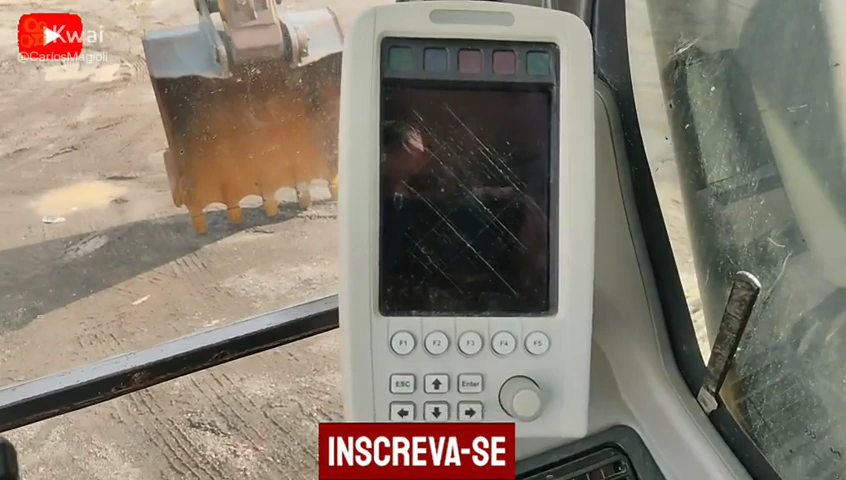 Kwai
@CarlosMagioli
F1 F2 F3 F4 F5
ESC Enter
INSCREVA-SE